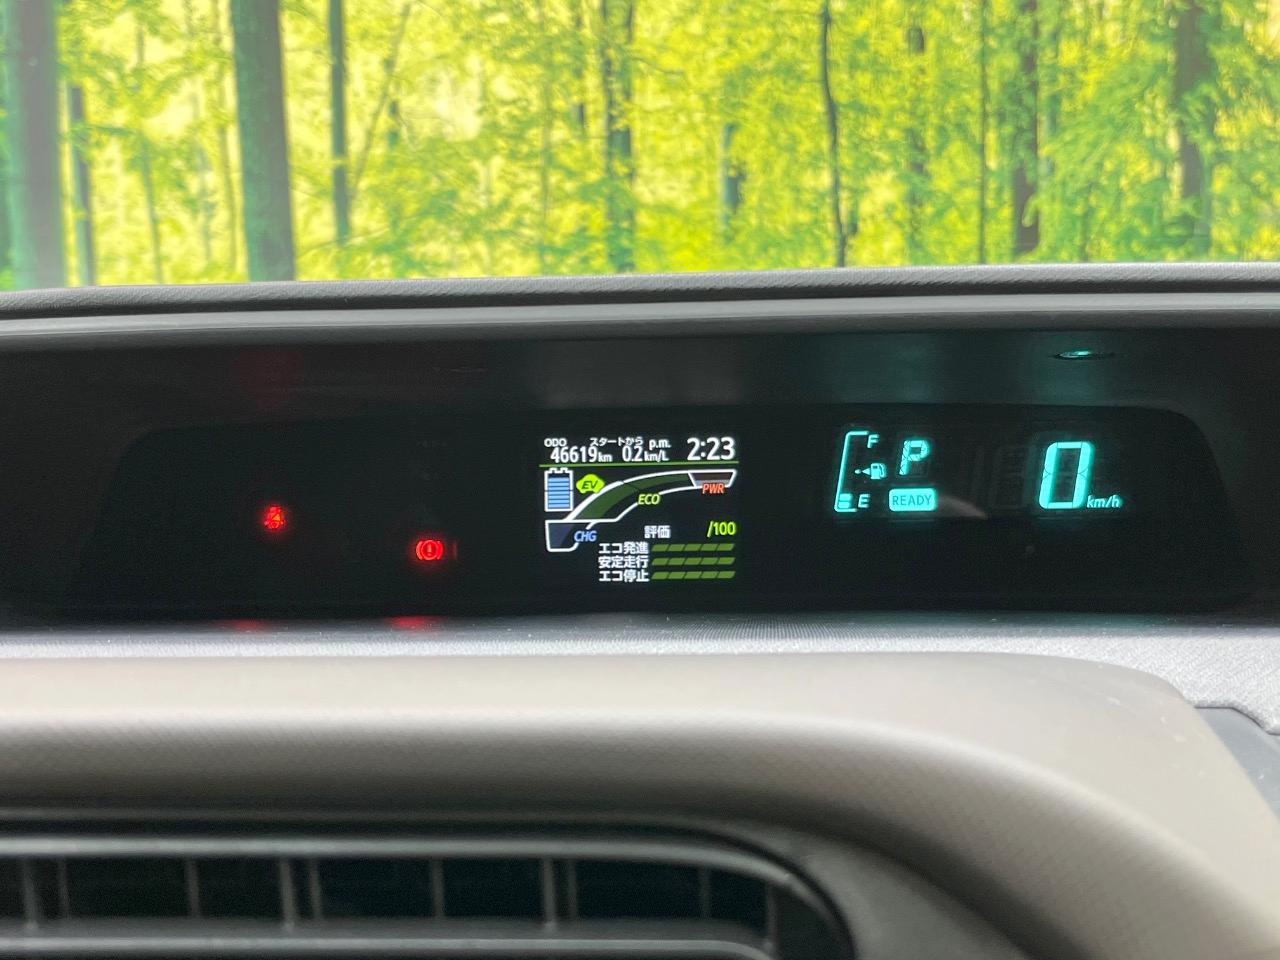 ODO スタートから p.m. 2:23
46619km 0.2km/L
EV
ECO
PWR
CHG
評価 /100
エコ発進
安定走行
エコ停止
F
P
E
READY
0
km/h